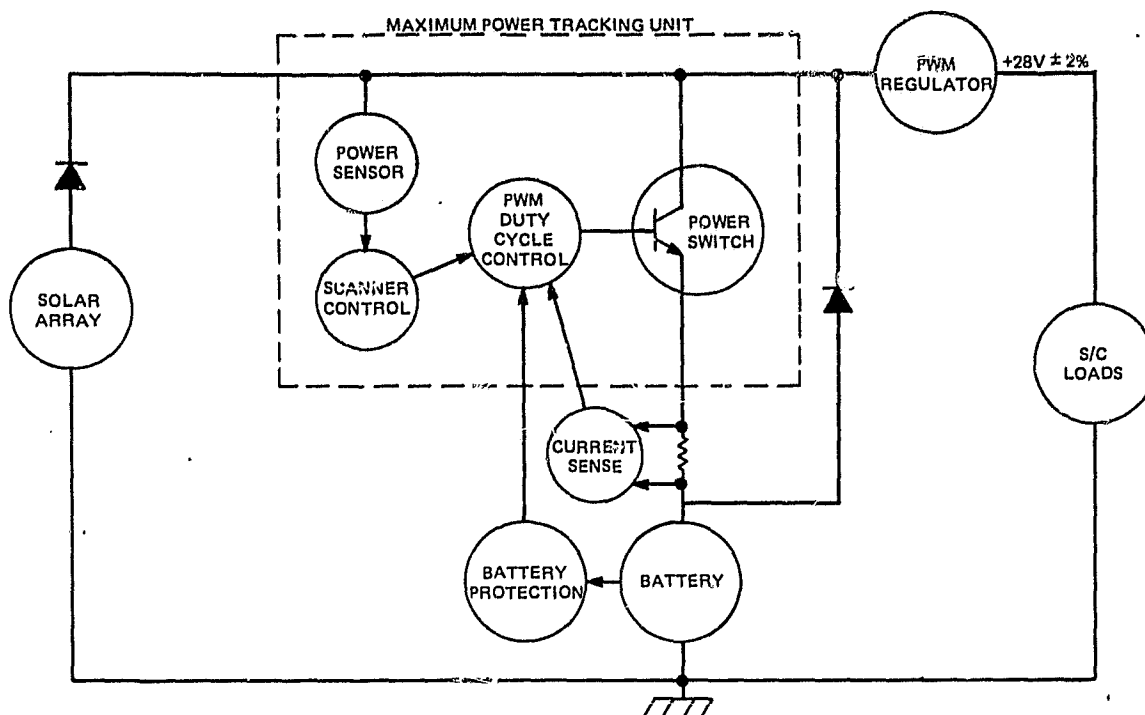 MAXIMUM POWER TRACKING UNIT
PWM
REGULATOR
+28V ± 2%
POWER
SENSOR
PWM
DUTY
CYCLE
CONTROL
POWER
SWITCH
SCANNER
CONTROL
SOLAR
ARRAY
S/C
LOADS
CURRENT
SENSE
BATTERY
PROTECTION
BATTERY